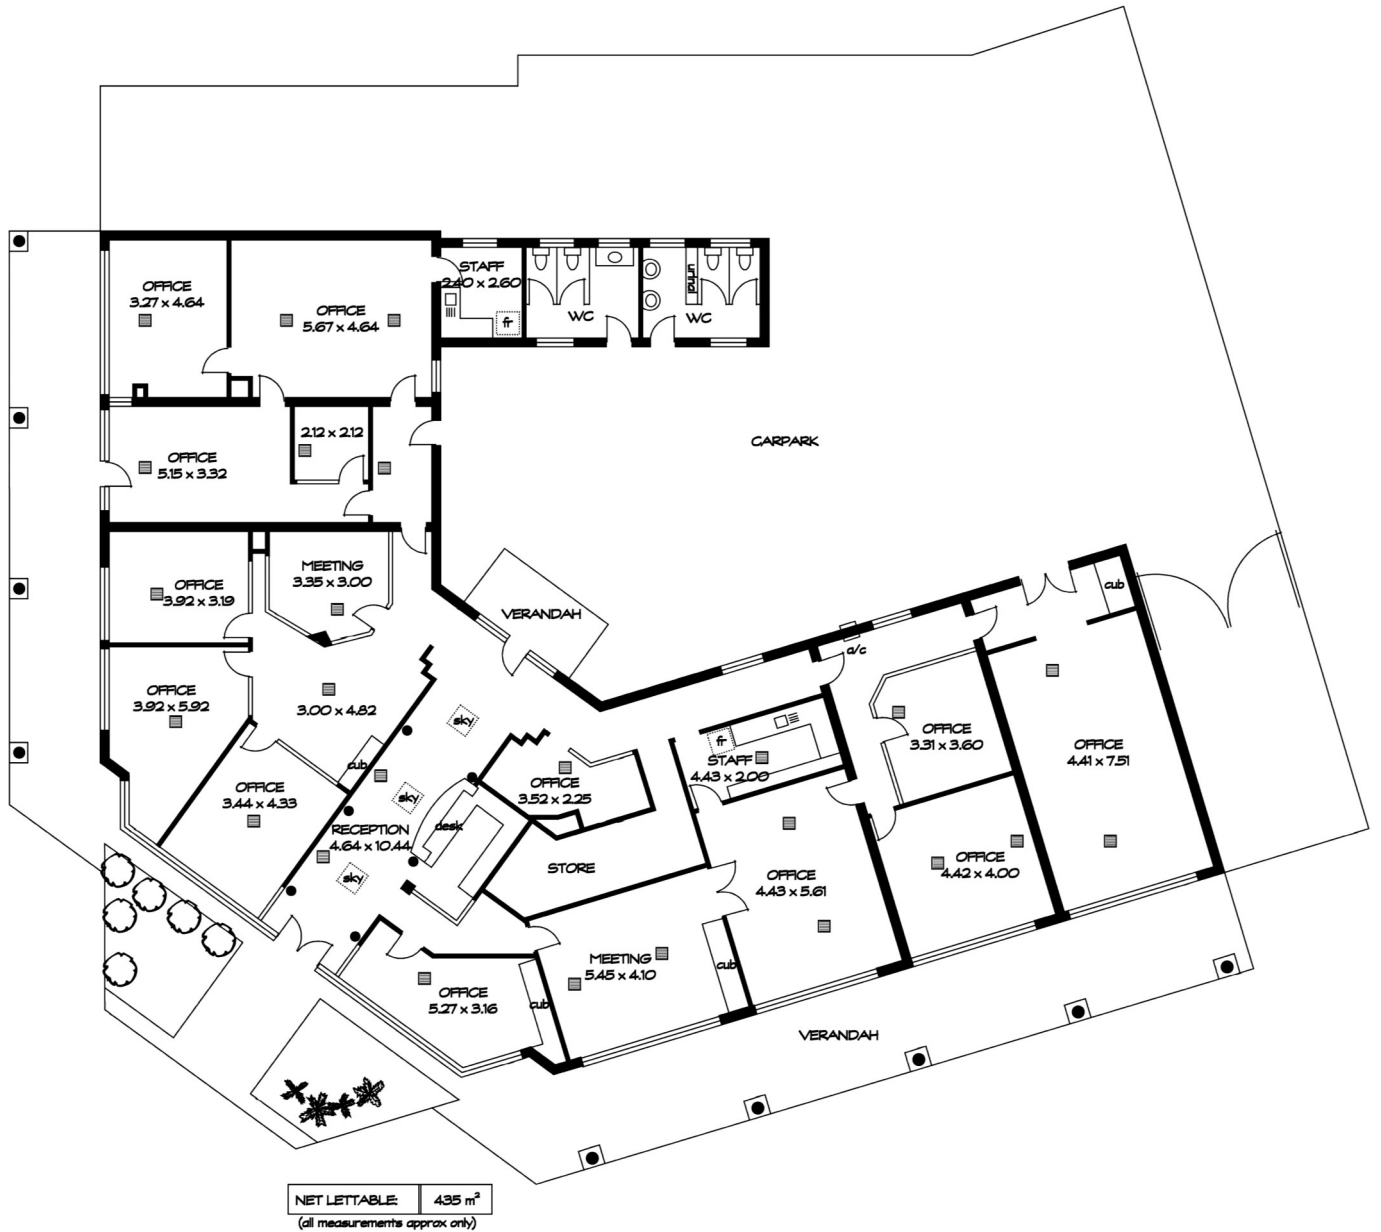 STAFF
2.40 x 2.60
OFFICE
3.27 x 4.64
OFFICE
5.67 x 4.64
fr
WC
urinal
WC
2.12 x 2.12
OFFICE
5.15 x 3.32
CARPARK
MEETING
3.35 x 3.00
OFFICE
3.92 x 3.19
VERANDAH
cub
a/c
OFFICE
3.92 x 5.92
3.00 x 4.82
sky
OFFICE
3.31 x 3.60
fr
STAFF
4.43 x 2.00
OFFICE
4.41 x 7.51
cub
OFFICE
3.44 x 4.33
OFFICE
3.52 x 2.25
sky
RECEPTION
4.64 x 10.44
desk
STORE
sky
OFFICE
4.43 x 5.61
OFFICE
4.42 x 4.00
MEETING
5.45 x 4.10
cub
OFFICE
5.27 x 3.16
cub
VERANDAH
NET LETTABLE: 435 m²
(all measurements approx only)